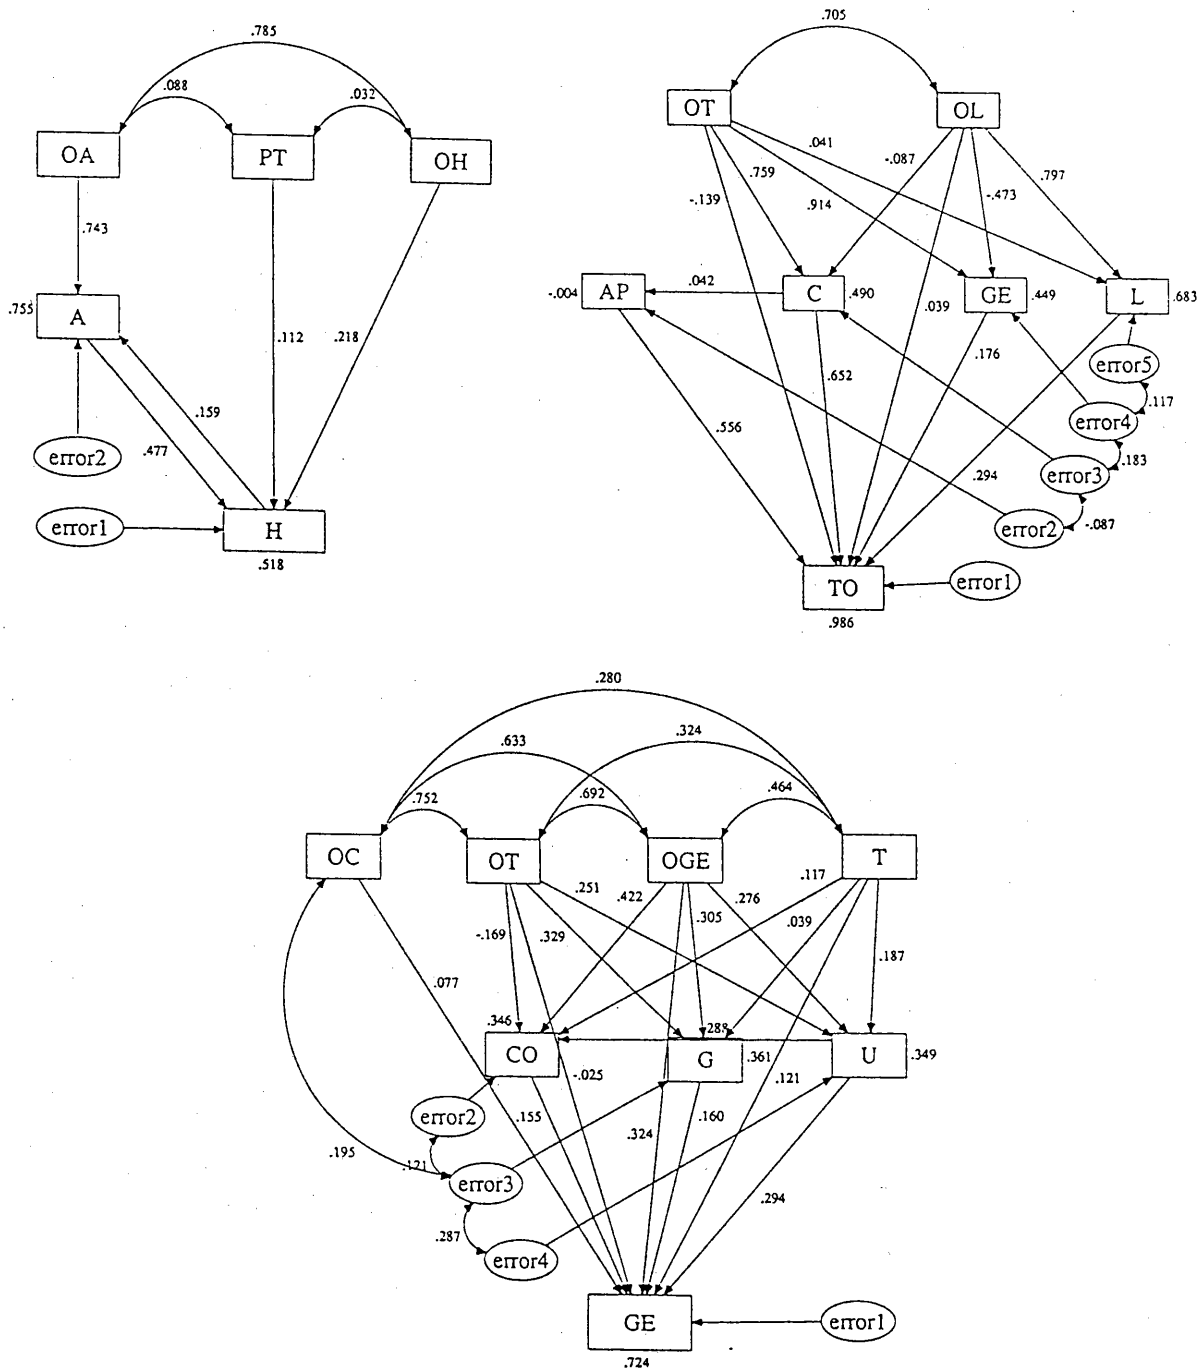 .785
.088
.032
OA
PT
OH
.743
.755
A
.112
.218
.159
.477
error2
error1
H
.518
.705
OT
OL
.041
-.087
.759
.797
-.139
.914
-.473
-.004
AP
.042
C
.490
GE
.449
L
.683
.039
.176
.652
error5
.117
error4
.556
.183
error3
.294
error2
-.087
TO
error1
.986
.280
.633
.324
.752
.692
.464
OC
OT
OGE
T
.251
.422
.276
.117
-.169
.329
.305
.039
.187
.077
.346
.288
CO
G
.361
U
.349
-.025
.121
error2
.155
.324
.160
.195
.121
error3
.294
.287
error4
GE
error1
.724